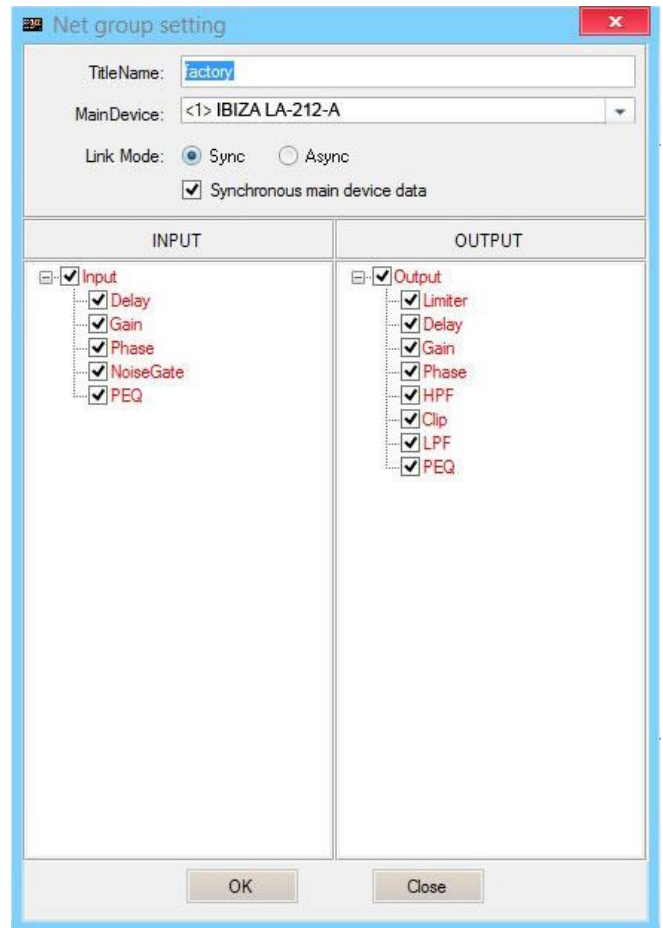 Net group setting
TitleName: factory
MainDevice: <1> IBIZA LA-212-A
Link Mode: Sync Async
Synchronous main device data
INPUT
Input
Delay
Gain
Phase
NoiseGate
PEQ
OUTPUT
Output
Limiter
Delay
Gain
Phase
HPF
Clip
LPF
PEQ
OK Close